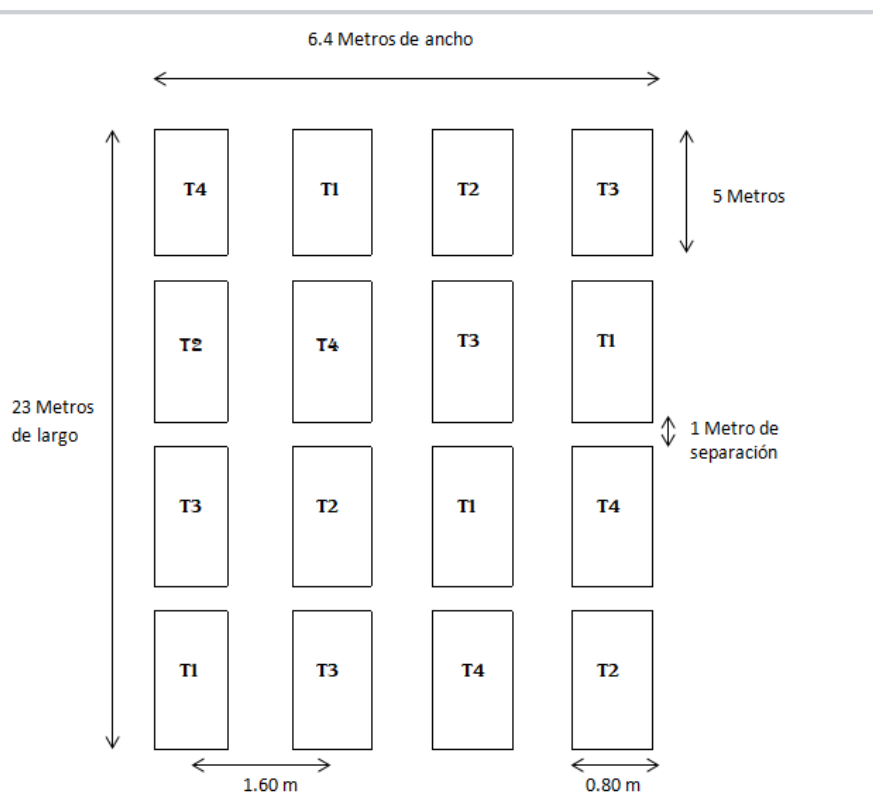 6.4 Metros de ancho
T4 T1 T2 T3
5 Metros
T2 T4 T3 T1
23 Metros
de largo
1 Metro de
separación
T3 T2 T1 T4
T1 T3 T4 T2
1.60 m
0.80 m